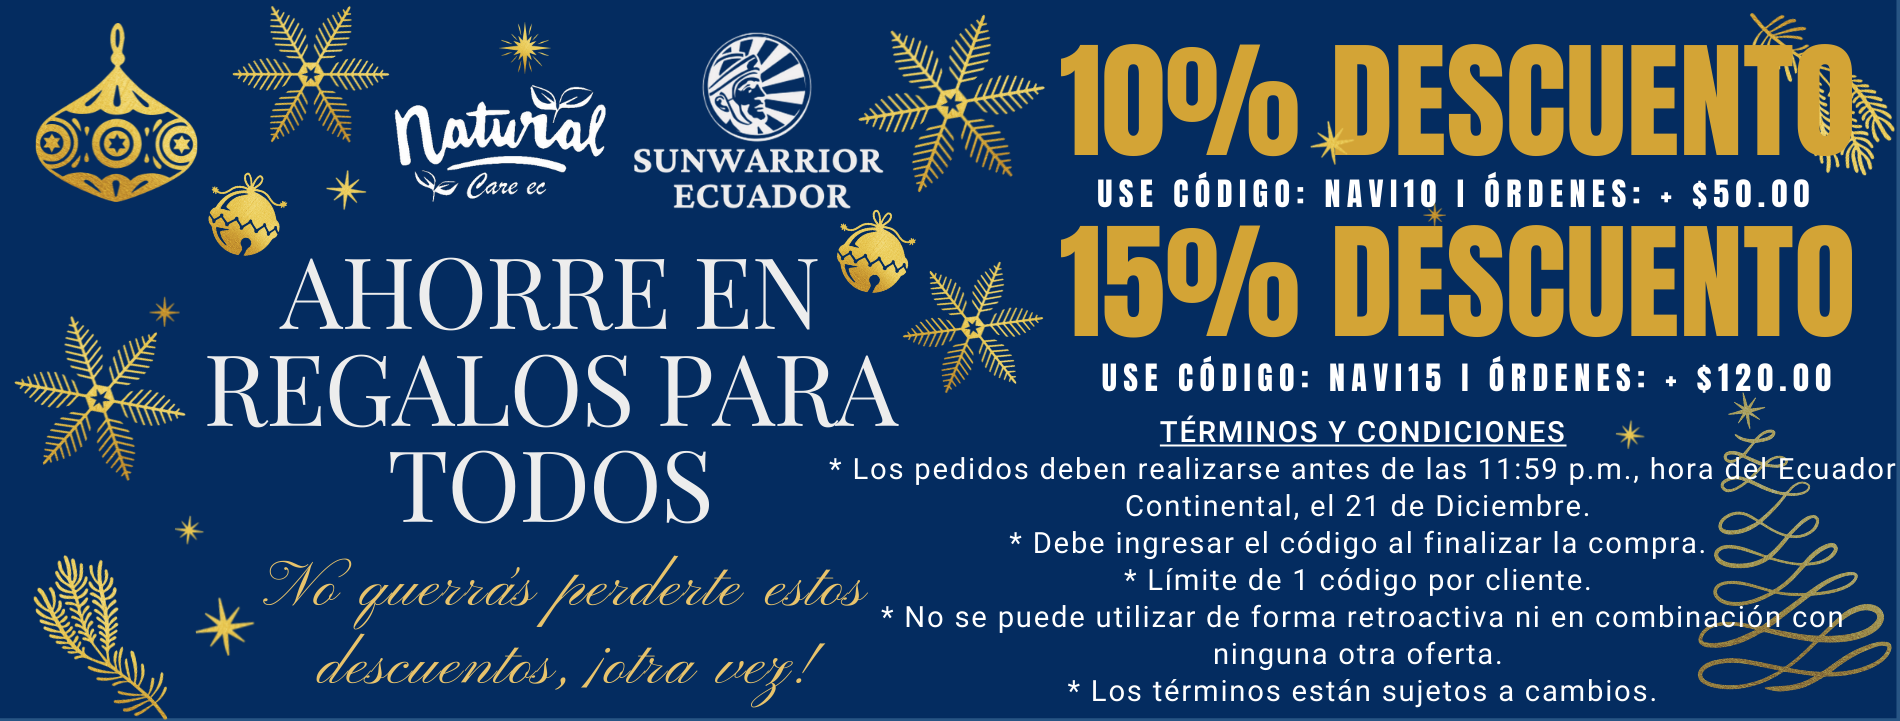 Natural
Care ec
SUNWARRIOR
ECUADOR
AHORRE EN
REGALOS PARA
TODOS
No querrás perderte estos
descuentos, ¡otra vez!
10% DESCUENTO
USE CÓDIGO: NAVI10 | ÓRDENES: + $50.00
15% DESCUENTO
USE CÓDIGO: NAVI15 | ÓRDENES: + $120.00
TÉRMINOS Y CONDICIONES
* Los pedidos deben realizarse antes de las 11:59 p.m., hora del Ecuador
Continental, el 21 de Diciembre.
* Debe ingresar el código al finalizar la compra.
* Límite de 1 código por cliente.
* No se puede utilizar de forma retroactiva ni en combinación con
ninguna otra oferta.
* Los términos están sujetos a cambios.